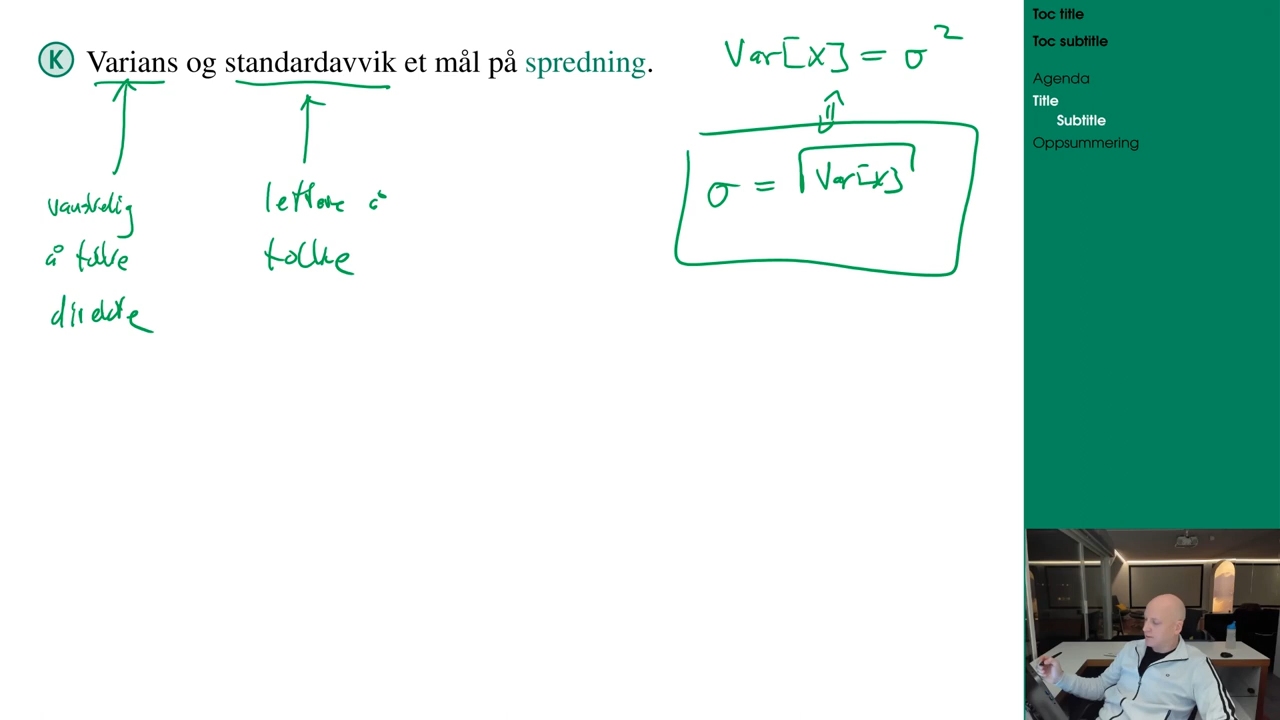 K Varians og standardavvik et mål på spredning.
Var[x] = σ²
σ = √Var[x]
vanskelig
å tolke
direkte
lettere å
tolke
Toc title
Toc subtitle
Agenda
Title
Subtitle
Oppsummering